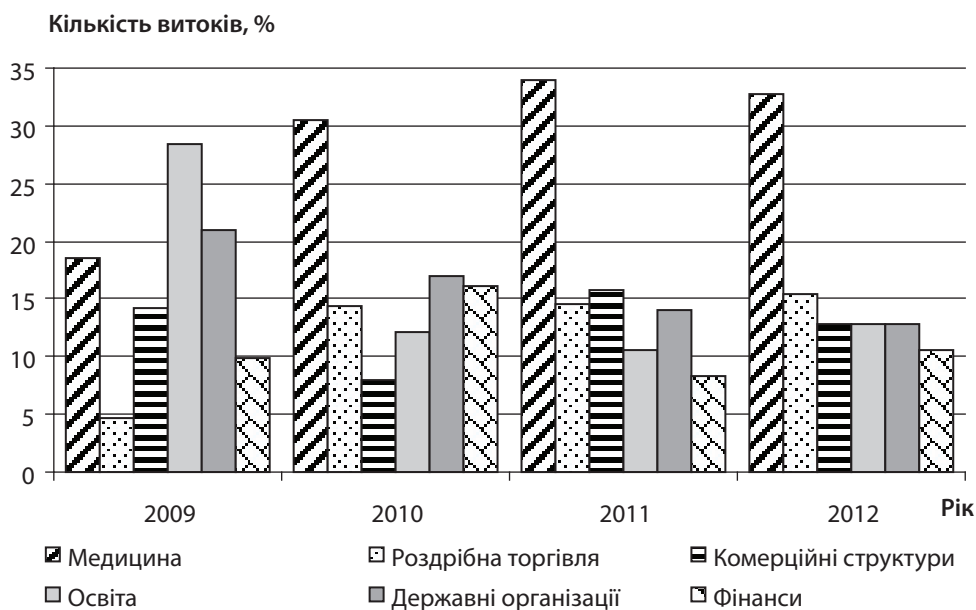 Кількість витоків, %
35
30
25
20
15
10
5
0
2009 2010 2011 2012 Рік
Медицина Роздрібна торгівля Комерційні структури
Освіта Державні організації Фінанси